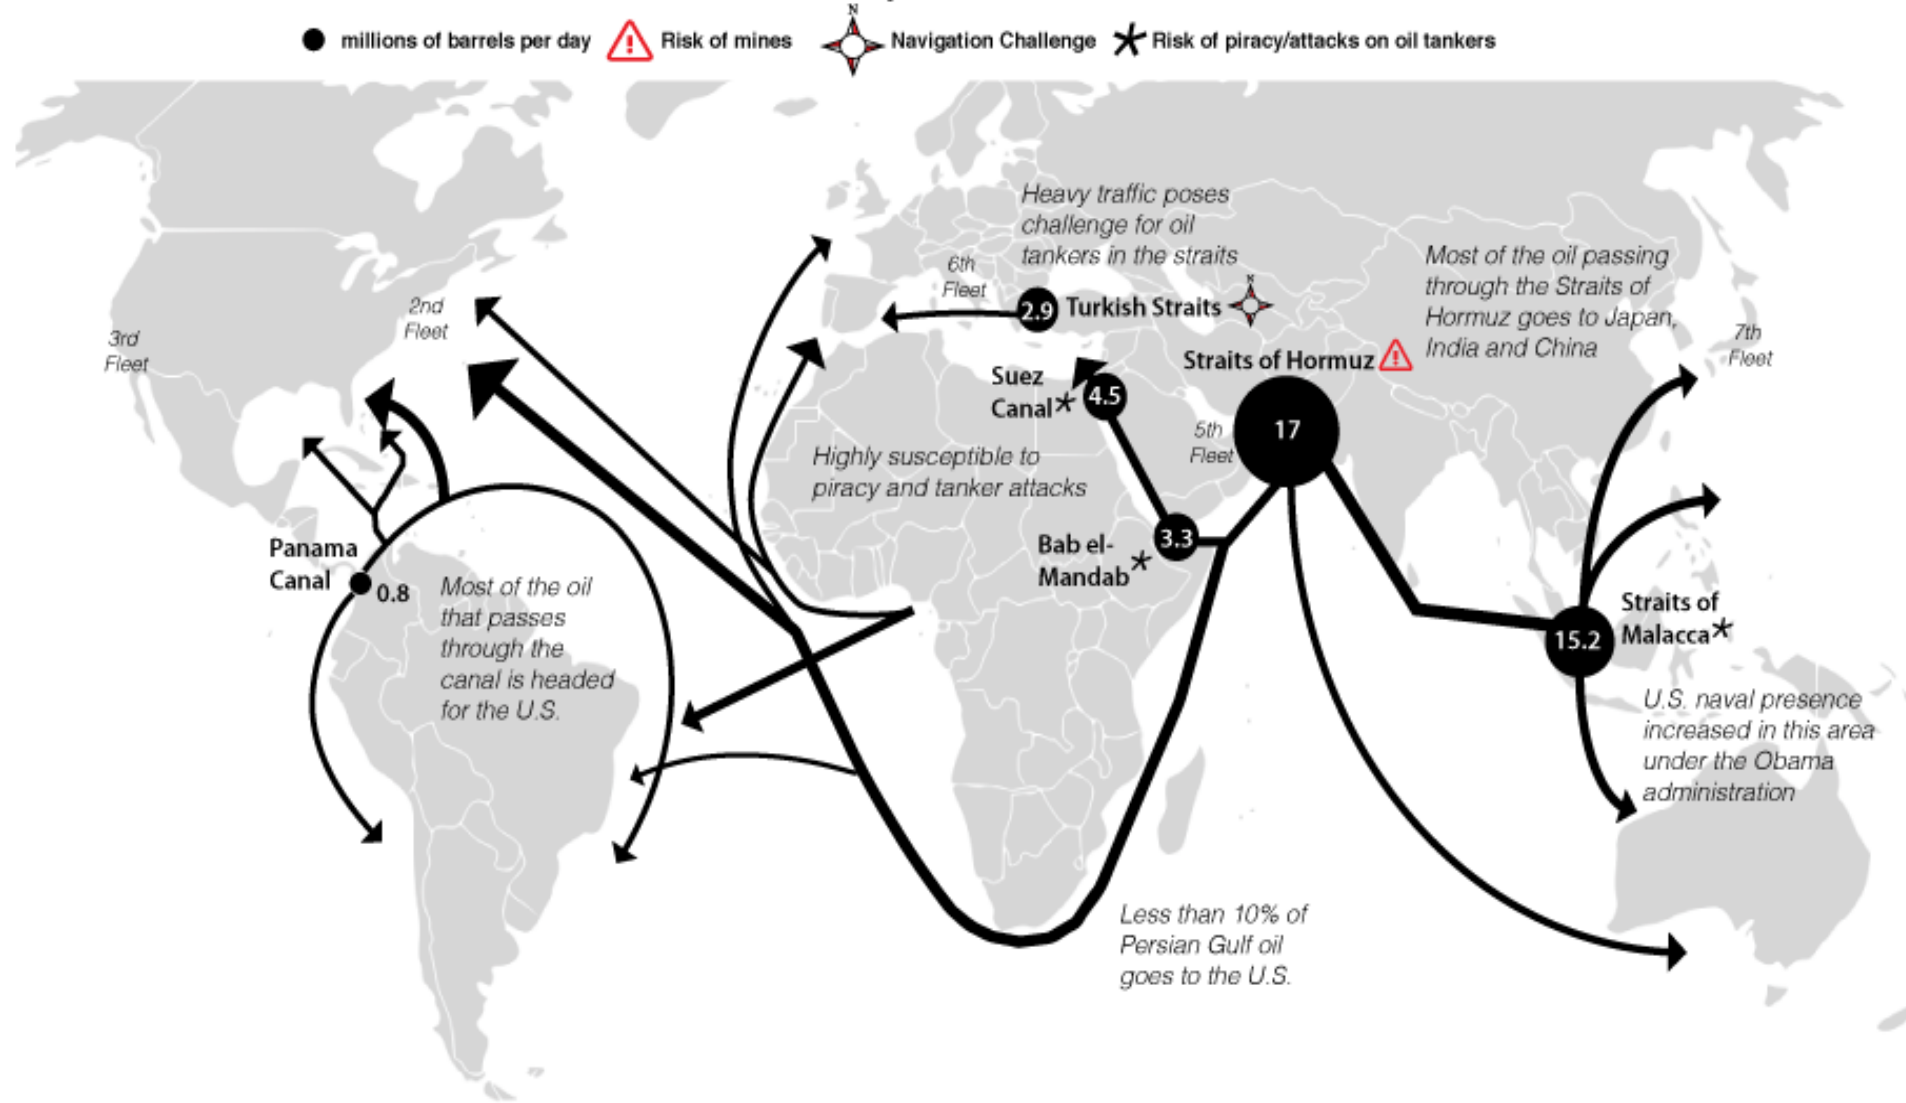 N
millions of barrels per day
Risk of mines
Navigation Challenge
Risk of piracy/attacks on oil tankers
Heavy traffic poses
challenge for oil
tankers in the straits
6th
Fleet
2.9
Turkish Straits
N
Most of the oil passing
through the Straits of
Hormuz goes to Japan,
India and China
2nd
Fleet
3rd
Fleet
7th
Fleet
Straits of Hormuz
Suez
Canal*
4.5
5th
Fleet
17
Highly susceptible to
piracy and tanker attacks
Bab el-
Mandab*
3.3
Panama
Canal
0.8
Most of the oil
that passes
through the
canal is headed
for the U.S.
15.2
Straits of
Malacca*
U.S. naval presence
increased in this area
under the Obama
administration
Less than 10% of
Persian Gulf oil
goes to the U.S.